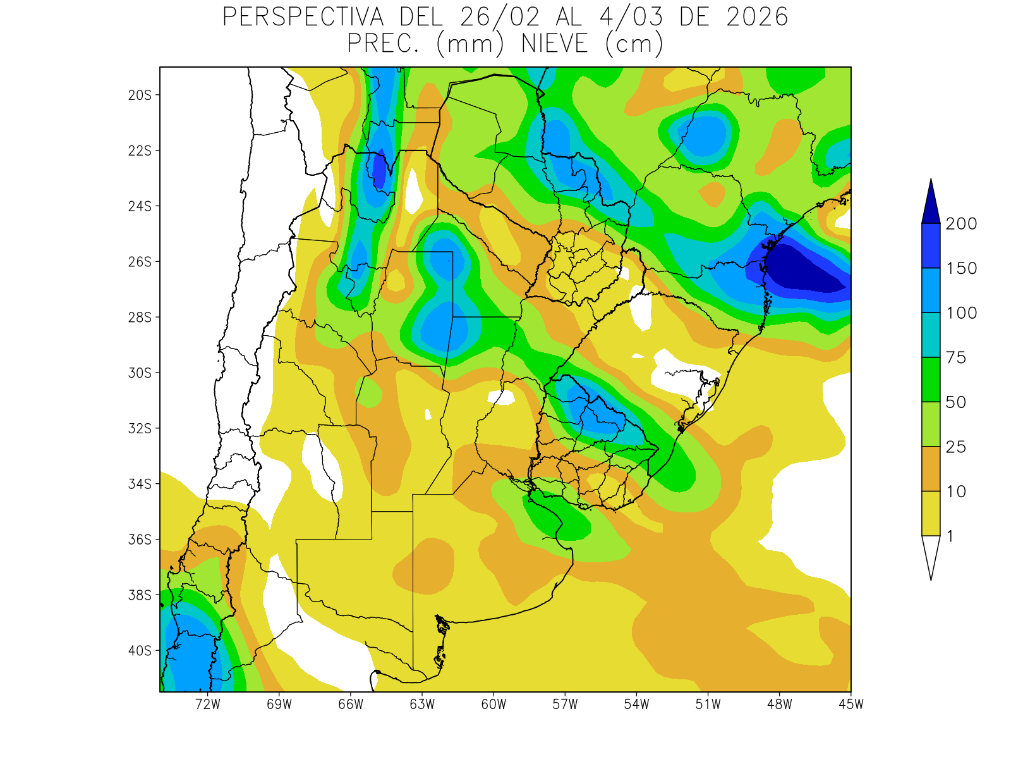 PERSPECTIVA DEL 26/02 AL 4/03 DE 2026
PREC. (mm) NIEVE (cm)
20S
22S
24S
26S
28S
30S
32S
34S
36S
38S
40S
72W 69W 66W 63W 60W 57W 54W 51W 48W 45W
200
150
100
75
50
25
10
1